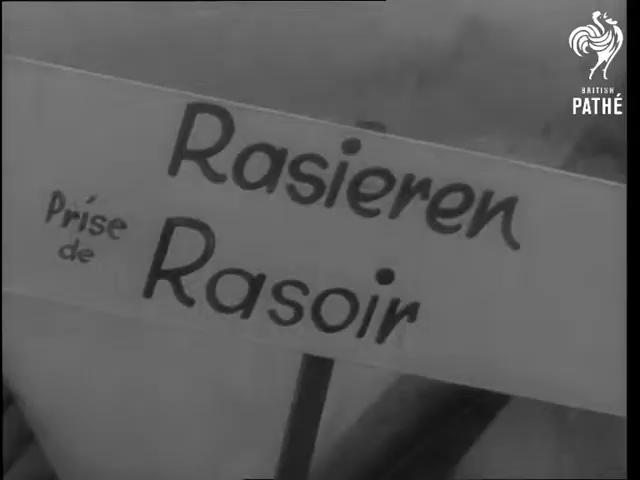 BRITISH
PATHÉ
Rasieren
Prise
de
Rasoir